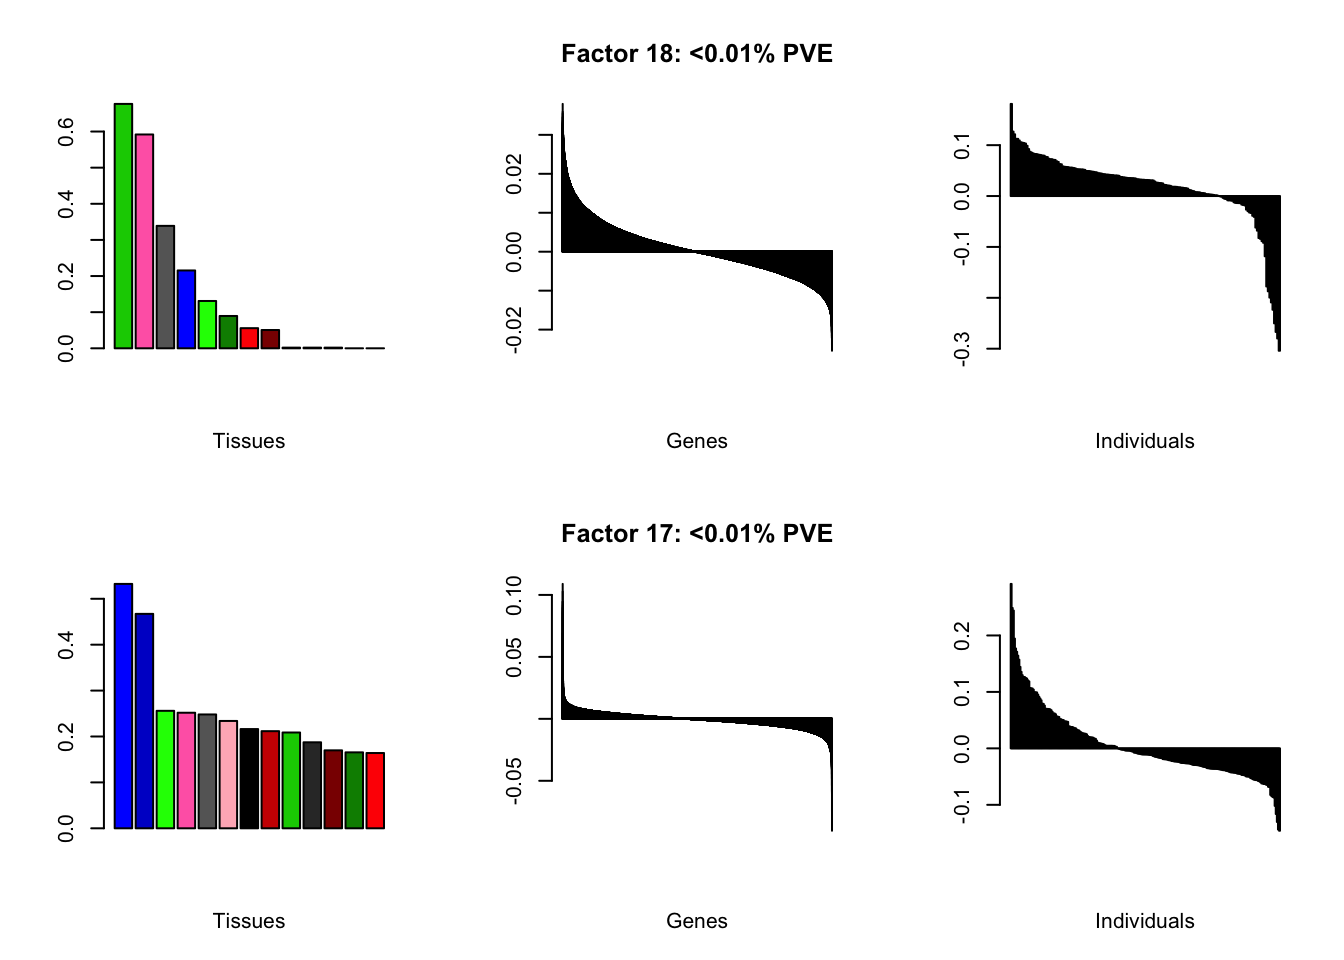 Factor 18: <0.01% PVE
0.0 0.2 0.4 0.6
-0.02 0.00 0.02
-0.3 -0.1 0.0 0.1
Tissues Genes Individuals
Factor 17: <0.01% PVE
0.0 0.2 0.4
-0.05 0.05 0.10
-0.1 0.0 0.1 0.2
Tissues Genes Individuals